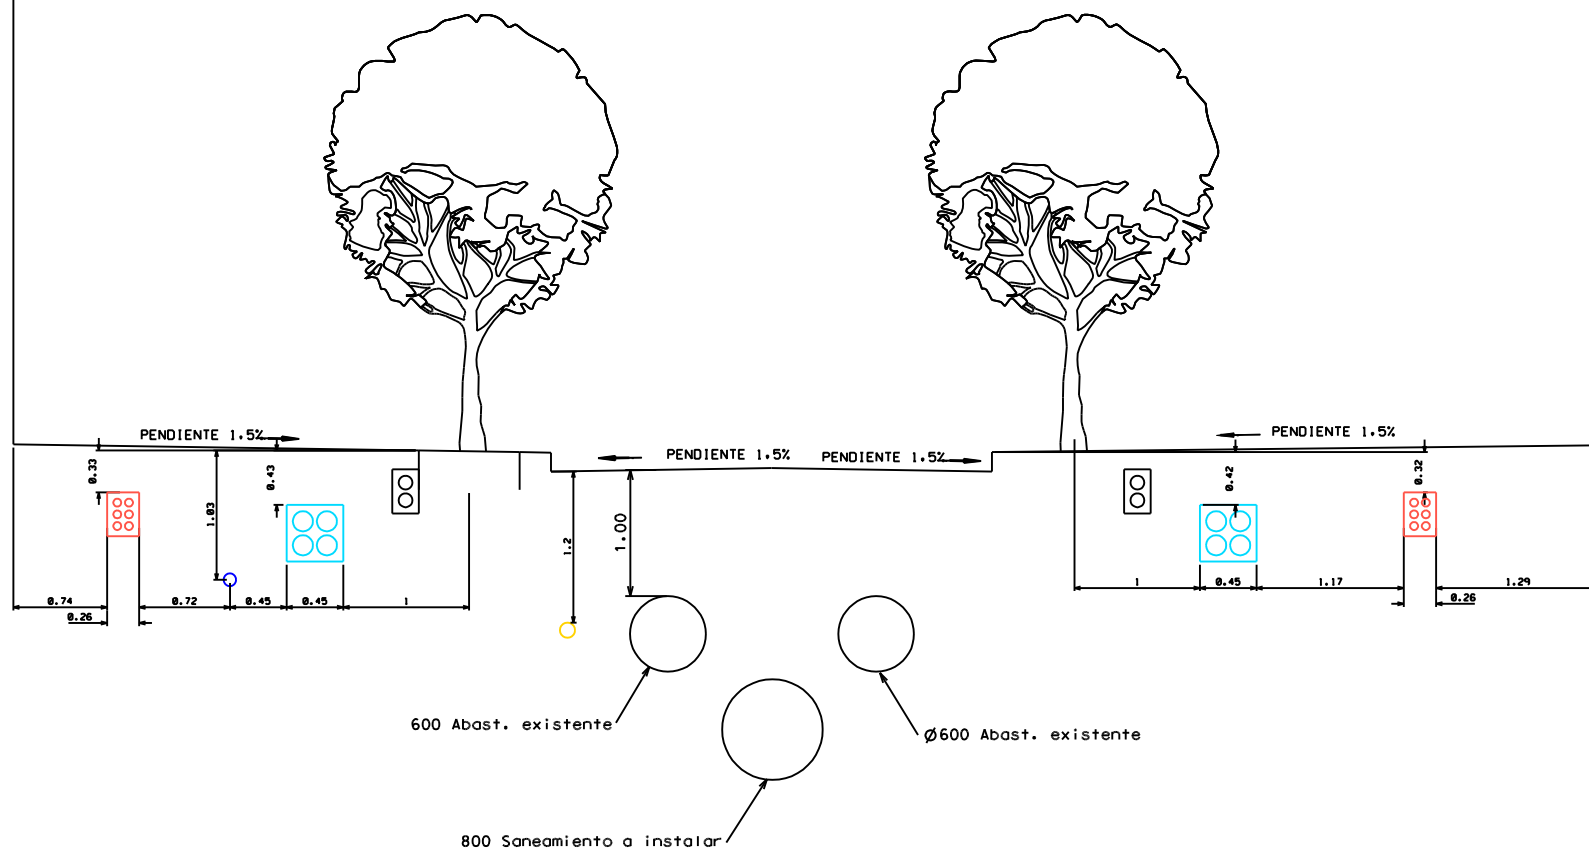 PENDIENTE 1.5%
PENDIENTE 1.5%
PENDIENTE 1.5%
PENDIENTE 1.5%
0.33
0.43
1.03
1.2
1.00
0.42
0.32
0.74
0.26
0.72
0.45
0.45
1
1
0.45
1.17
0.26
1.29
600 Abast. existente
Ø600 Abast. existente
800 Saneamiento a instalar